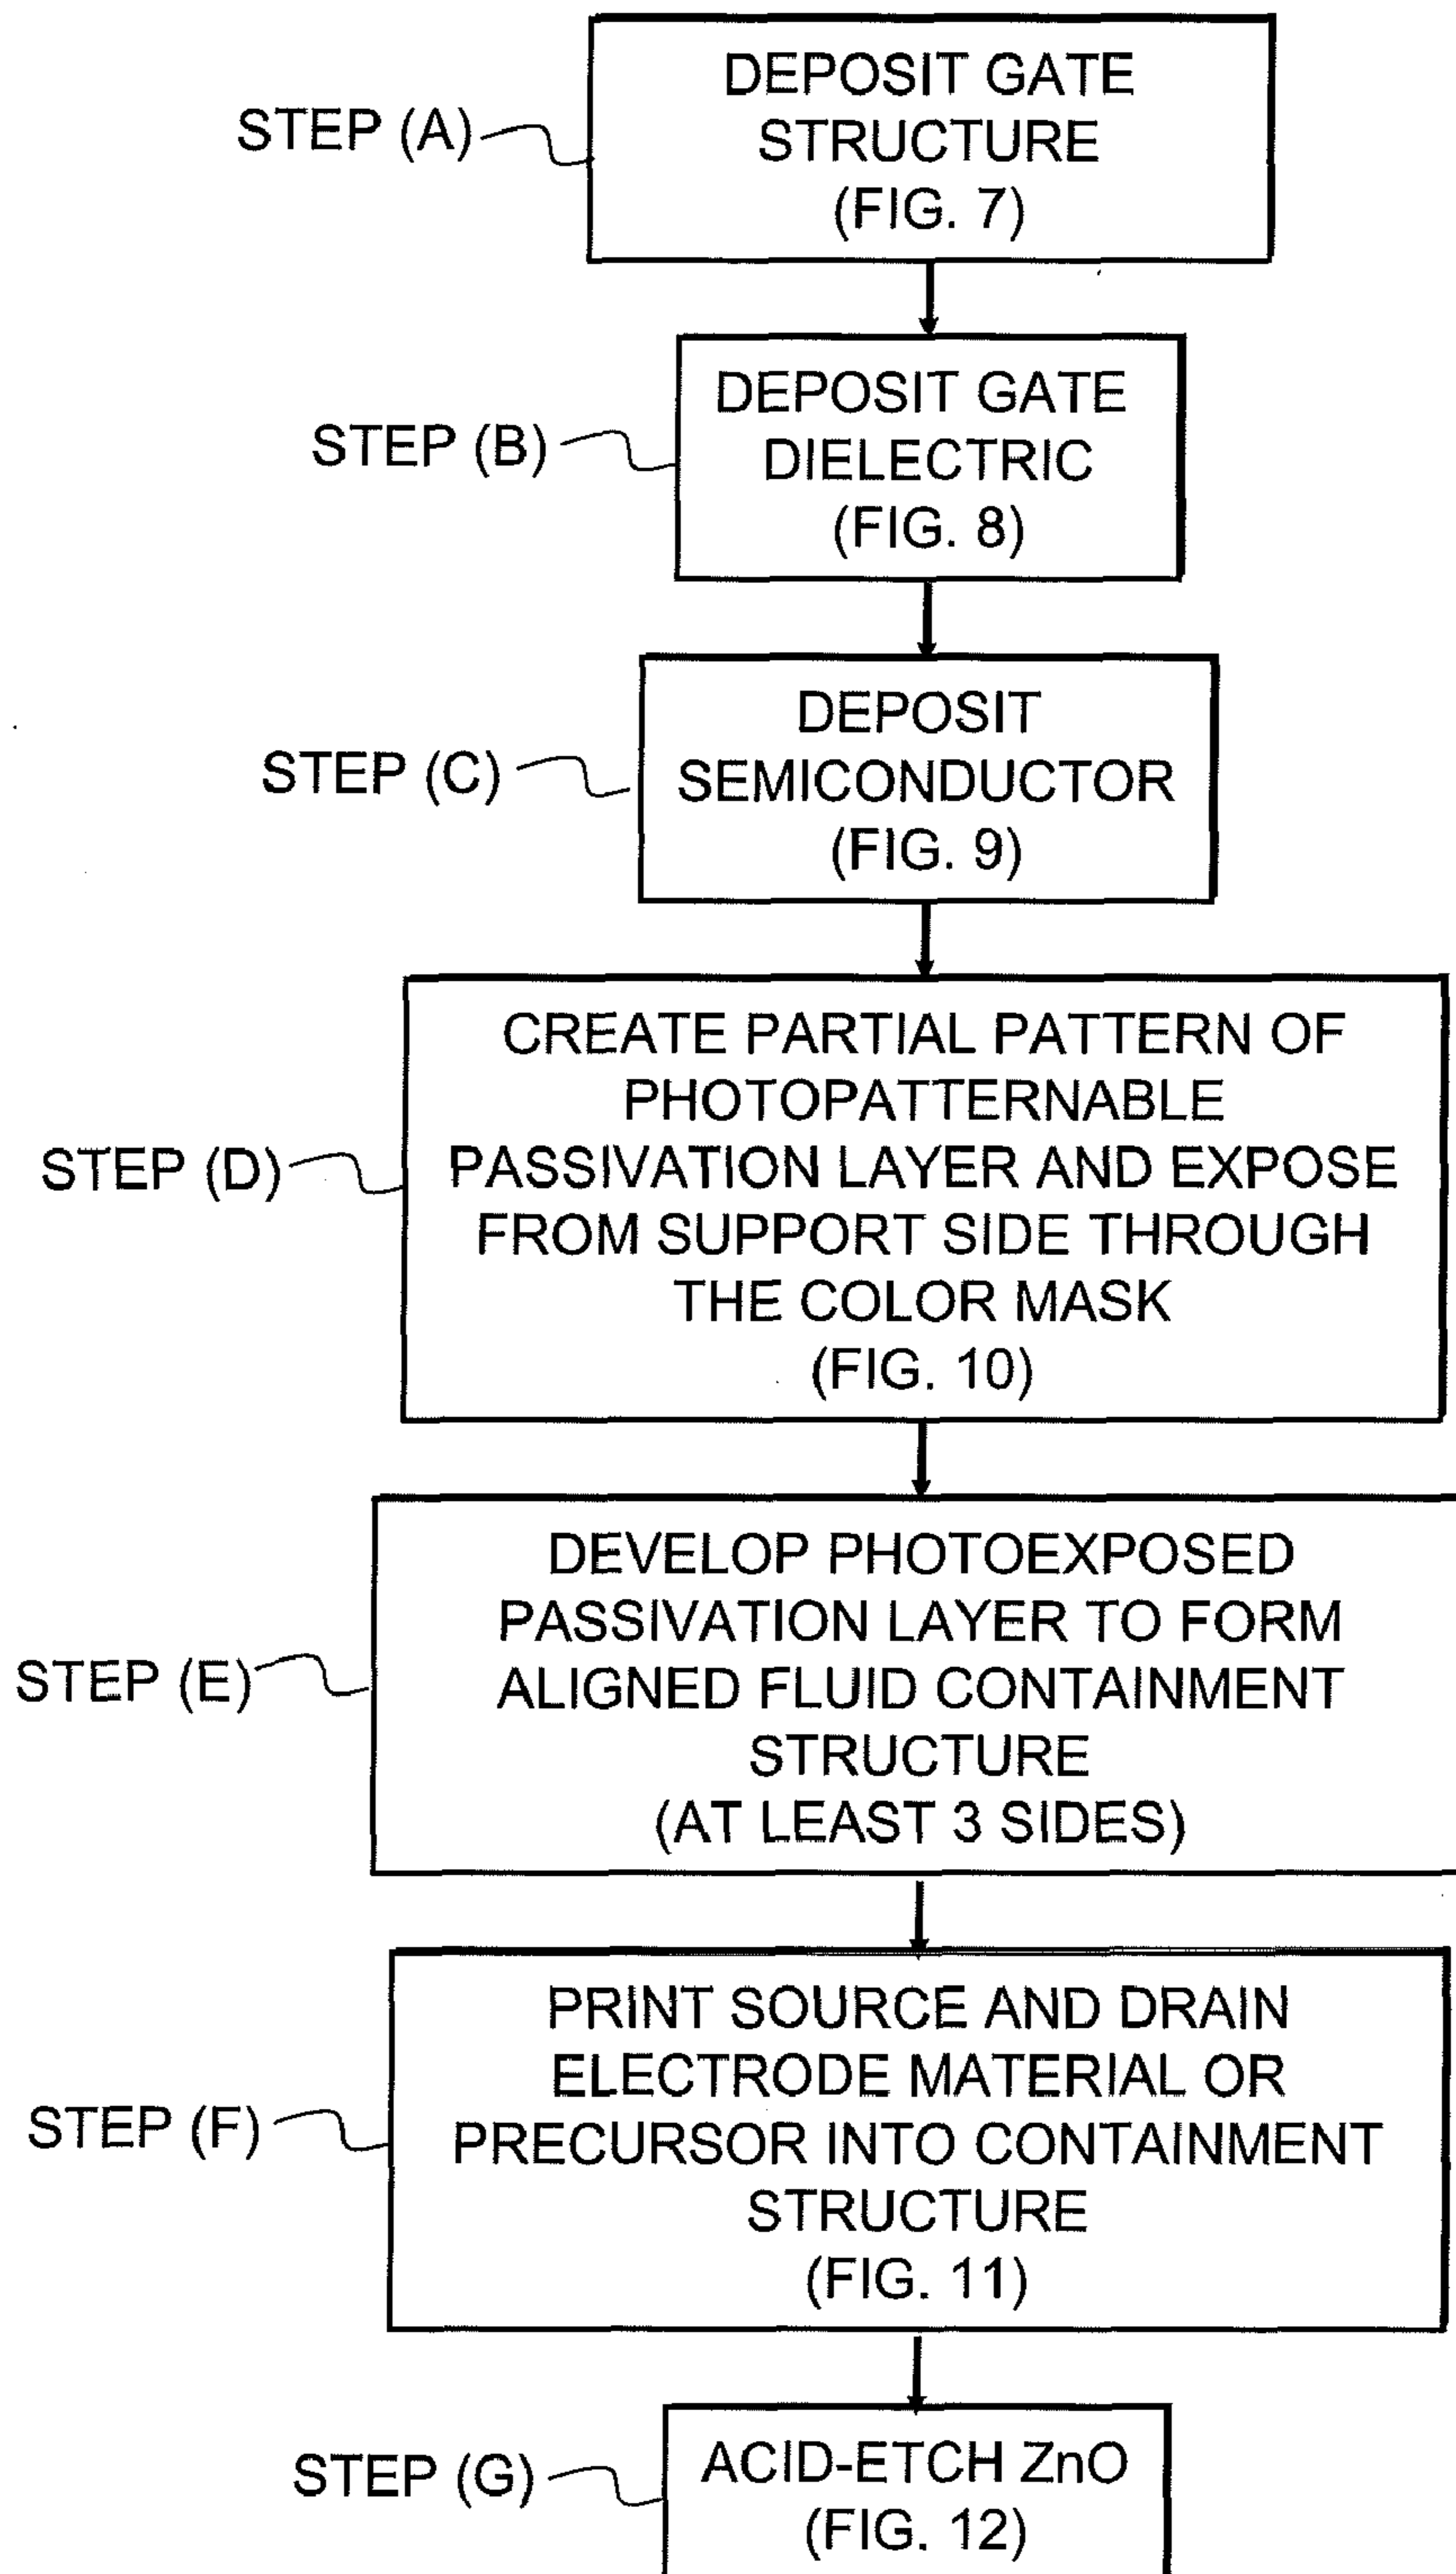 STEP (A)
DEPOSIT GATE
STRUCTURE
(FIG. 7)
STEP (B)
DEPOSIT GATE
DIELECTRIC
(FIG. 8)
STEP (C)
DEPOSIT
SEMICONDUCTOR
(FIG. 9)
STEP (D)
CREATE PARTIAL PATTERN OF
PHOTOPATTERNABLE
PASSIVATION LAYER AND EXPOSE
FROM SUPPORT SIDE THROUGH
THE COLOR MASK
(FIG. 10)
STEP (E)
DEVELOP PHOTOEXPOSED
PASSIVATION LAYER TO FORM
ALIGNED FLUID CONTAINMENT
STRUCTURE
(AT LEAST 3 SIDES)
STEP (F)
PRINT SOURCE AND DRAIN
ELECTRODE MATERIAL OR
PRECURSOR INTO CONTAINMENT
STRUCTURE
(FIG. 11)
STEP (G)
ACID-ETCH ZnO
(FIG. 12)